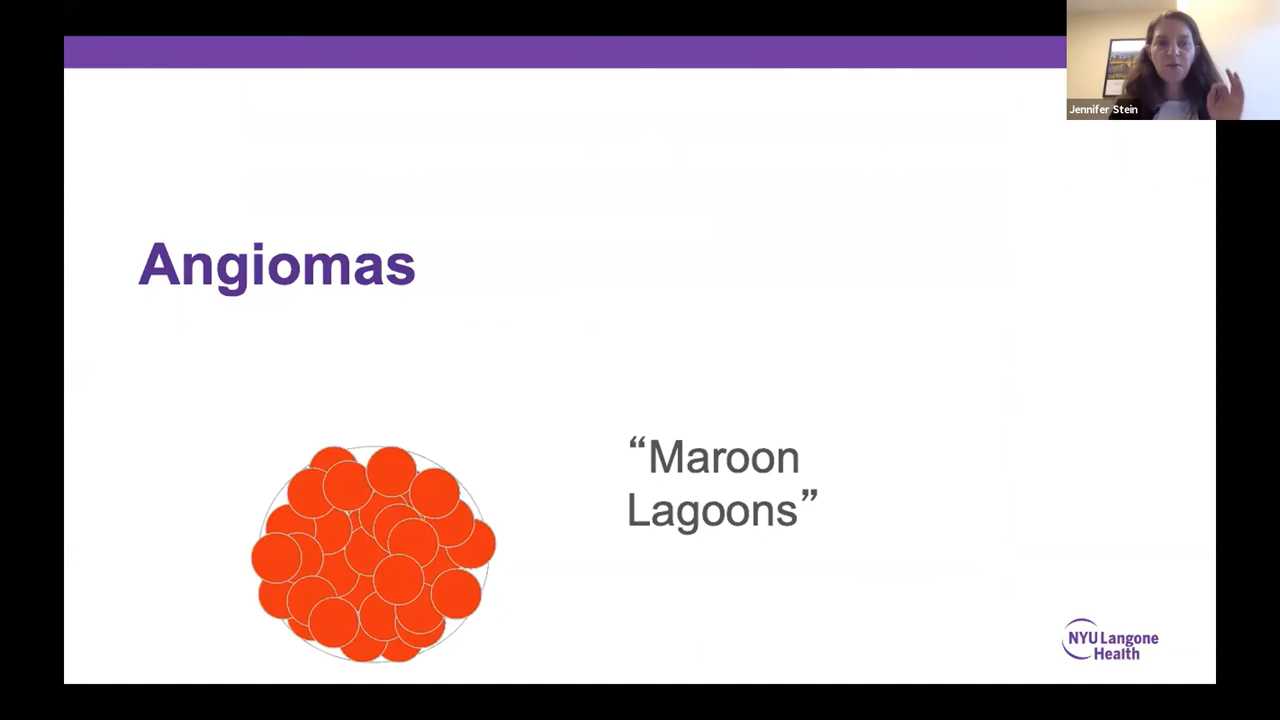 Jennifer Stein
Angiomas
“Maroon
Lagoons”
NYU Langone
Health